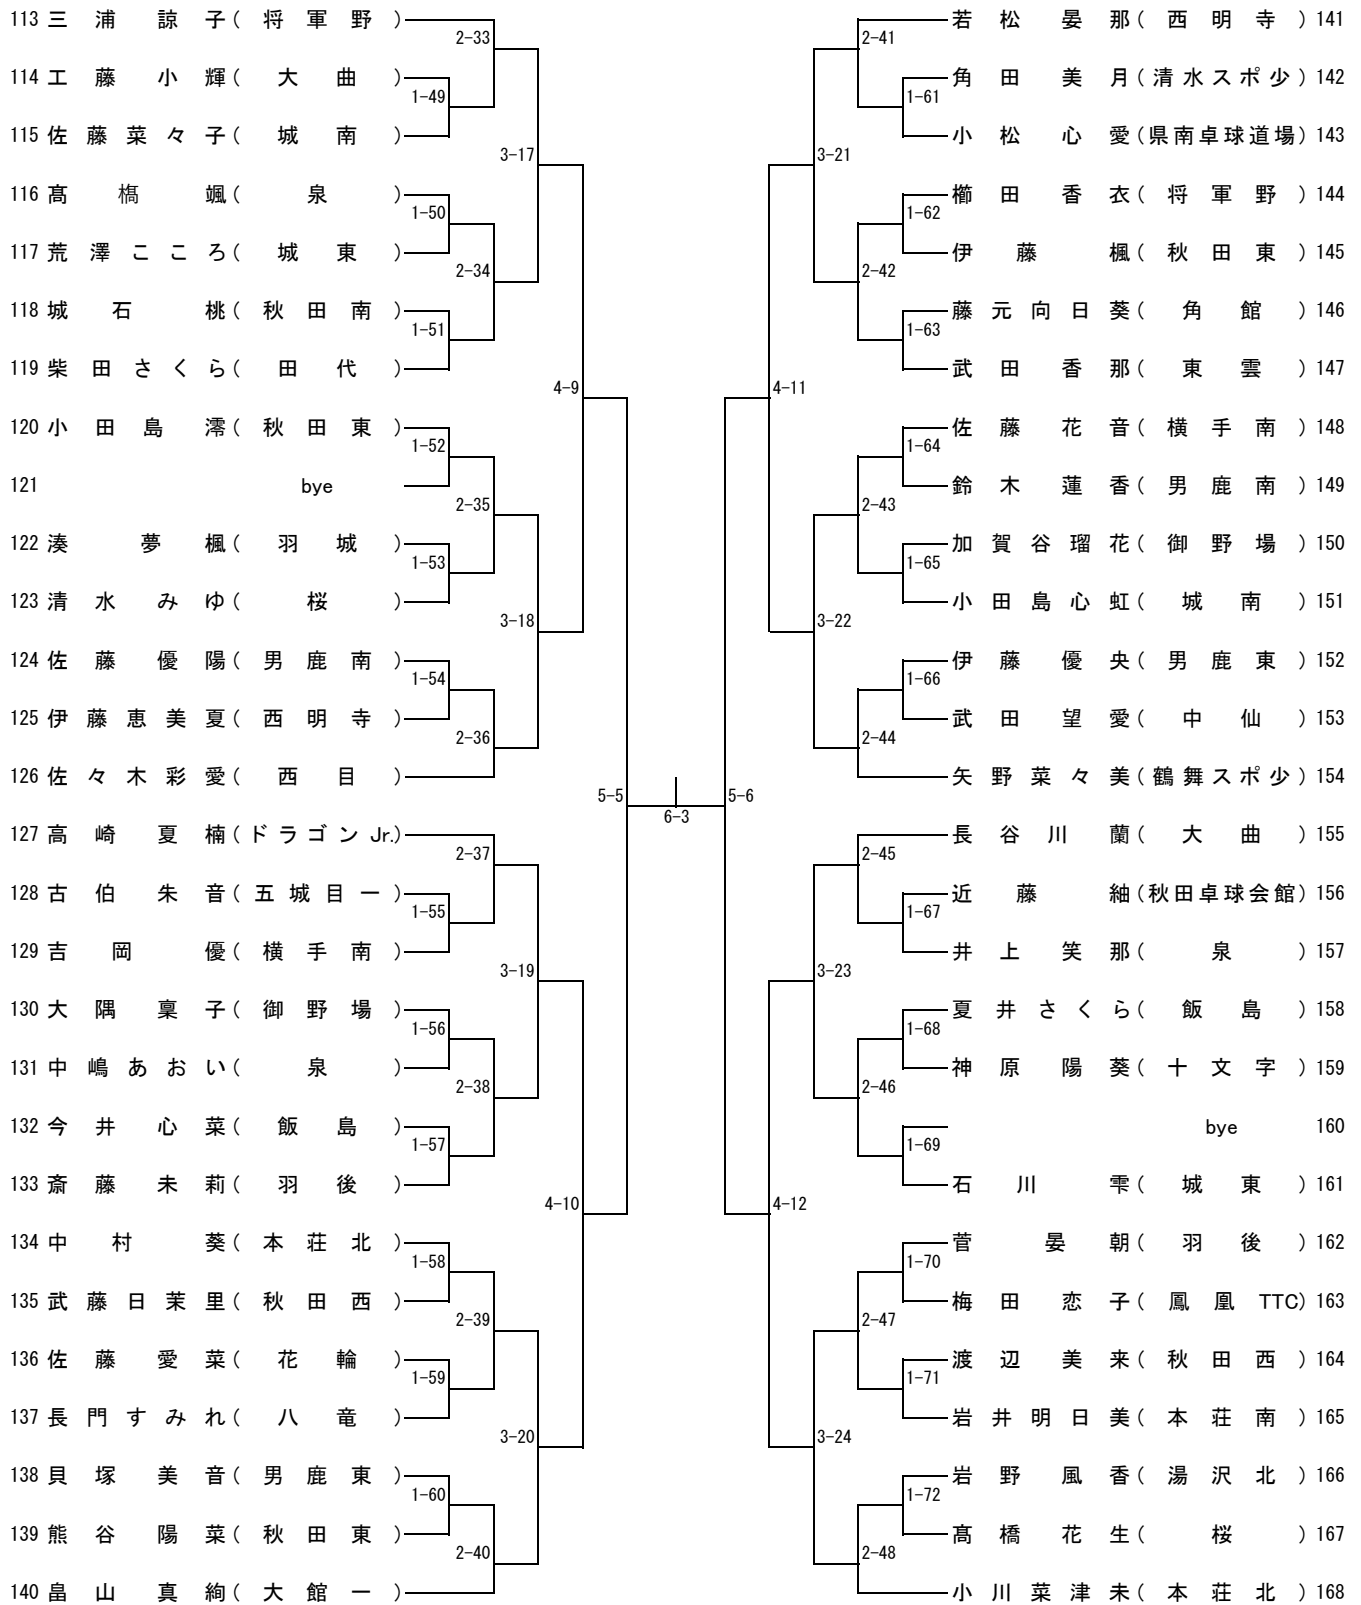 113 三浦諒子(将軍野)
2-33
114 工藤小輝(大曲)
1-49
115 佐藤菜々子(城南)
3-17
116 髙橋颯(泉)
1-50
117 荒澤こころ(城東)
2-34
118 城石桃(秋田南)
1-51
119 柴田さくら(田代)
4-9
120 小田島澪(秋田東)
1-52
121 bye
2-35
122 湊夢楓(羽城)
1-53
123 清水みゆ(桜)
3-18
124 佐藤優陽(男鹿南)
1-54
125 伊藤恵美夏(西明寺)
2-36
126 佐々木彩愛(西目)
5-5
127 高崎夏楠(ドラゴンJr.)
2-37
128 古伯朱音(五城目一)
1-55
129 吉岡優(横手南)
3-19
130 大隅稟子(御野場)
1-56
131 中嶋あおい(泉)
2-38
132 今井心菜(飯島)
1-57
133 斎藤未莉(羽後)
4-10
134 中村葵(本荘北)
1-58
135 武藤日茉里(秋田西)
2-39
136 佐藤愛菜(花輪)
1-59
137 長門すみれ(八竜)
3-20
138 貝塚美音(男鹿東)
1-60
139 熊谷陽菜(秋田東)
2-40
140 畠山真絢(大館一)
6-3
若松晏那(西明寺) 141
2-41
角田美月(清水スポ少) 142
1-61
小松心愛(県南卓球道場) 143
3-21
櫛田香衣(将軍野) 144
1-62
伊藤楓(秋田東) 145
2-42
藤元向日葵(角館) 146
1-63
武田香那(東雲) 147
4-11
佐藤花音(横手南) 148
1-64
鈴木蓮香(男鹿南) 149
2-43
加賀谷瑠花(御野場) 150
1-65
小田島心虹(城南) 151
3-22
伊藤優央(男鹿東) 152
1-66
武田望愛(中仙) 153
2-44
矢野菜々美(鶴舞スポ少) 154
5-6
長谷川蘭(大曲) 155
2-45
近藤紬(秋田卓球会館) 156
1-67
井上笑那(泉) 157
3-23
夏井さくら(飯島) 158
1-68
神原陽葵(十文字) 159
2-46
bye 160
1-69
石川雫(城東) 161
4-12
菅晏朝(羽後) 162
1-70
梅田恋子(鳳凰TTC) 163
2-47
渡辺美来(秋田西) 164
1-71
岩井明日美(本荘南) 165
3-24
岩野風香(湯沢北) 166
1-72
髙橋花生(桜) 167
2-48
小川菜津未(本荘北) 168